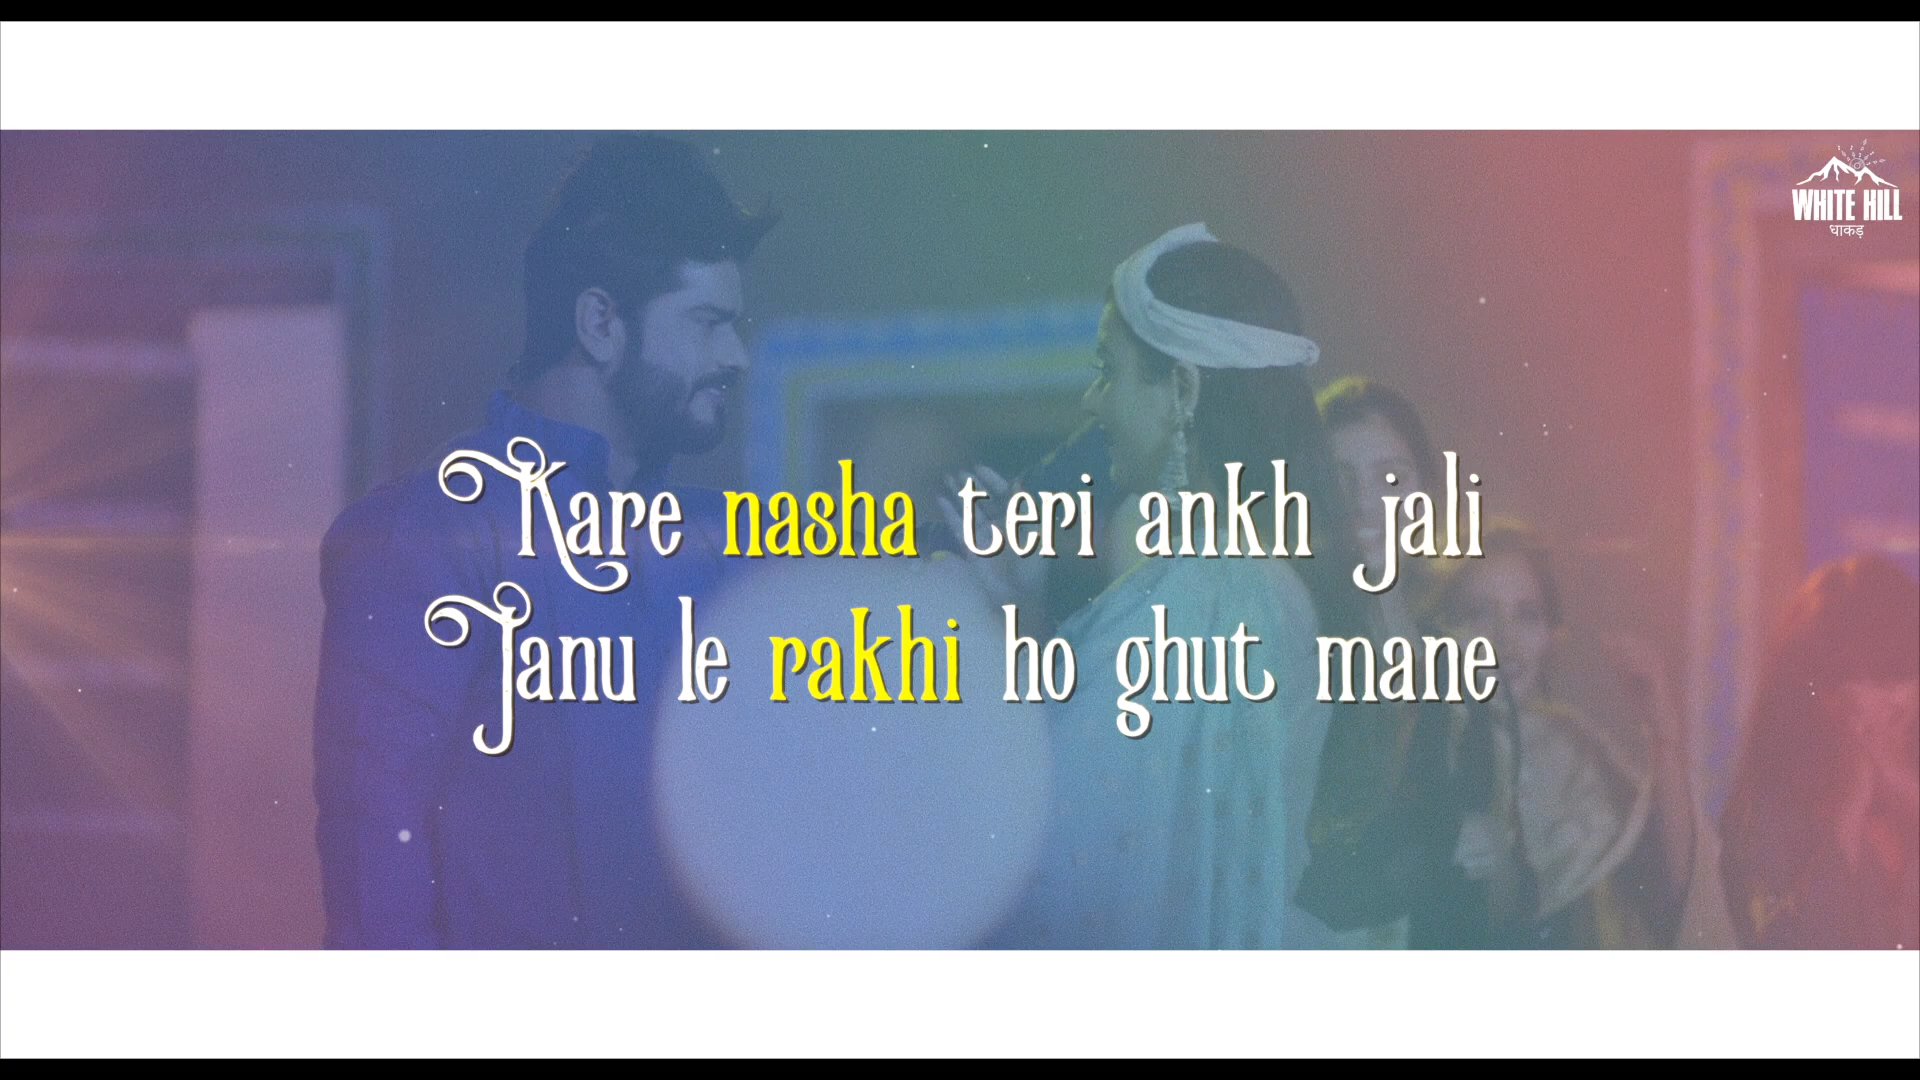 WHITE HILL
धाकड़
Kare nasha teri ankh jali
Janu le rakhi ho ghut mane